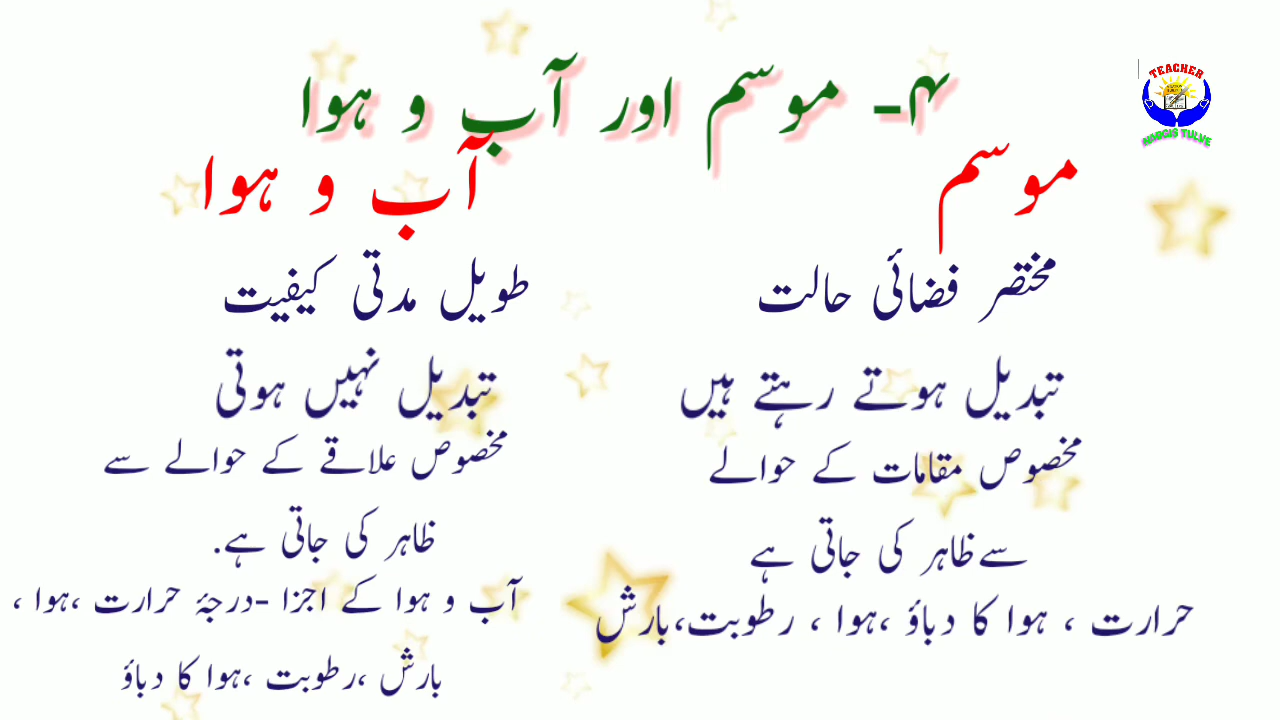 ۴- موسم اور آب و ہوا
TEACHER
NARGIS TULVE
موسم
مختصر فضائی حالت
تبدیل ہوتے رہتے ہیں
مخصوص مقامات کے حوالے
سے ظاہر کی جاتی ہے
حرارت ، ہوا کا دباؤ ،ہوا ، رطوبت،بارش
آب و ہوا
طویل مدتی کیفیت
تبدیل نہیں ہوتی
مخصوص علاقے کے حوالے سے
ظاہر کی جاتی ہے.
آب و ہوا کے اجزا -درجۂ حرارت ،ہوا ،
بارش ،رطوبت ،ہوا کا دباؤ